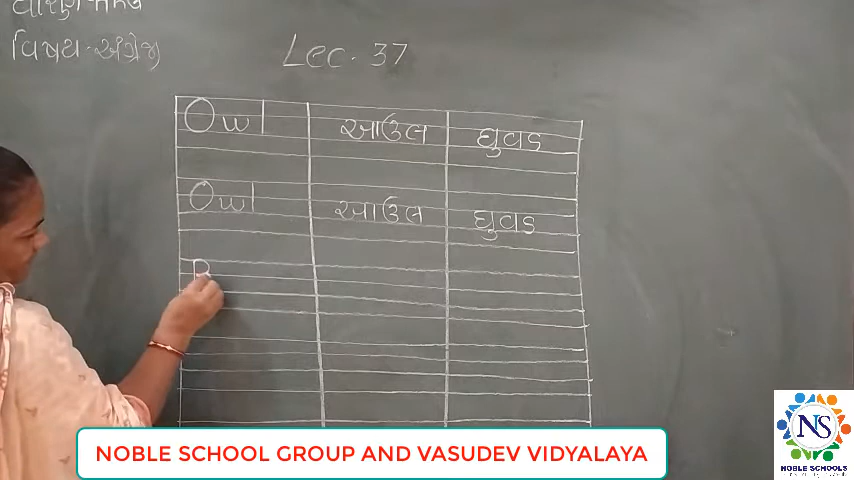 વિષય - અંગ્રેજી
Lec. 37
Owl આઉલ ઘુવડ
Owl આઉલ ઘુવડ
P
NOBLE SCHOOL GROUP AND VASUDEV VIDYALAYA
NS
NOBLE SCHOOLS